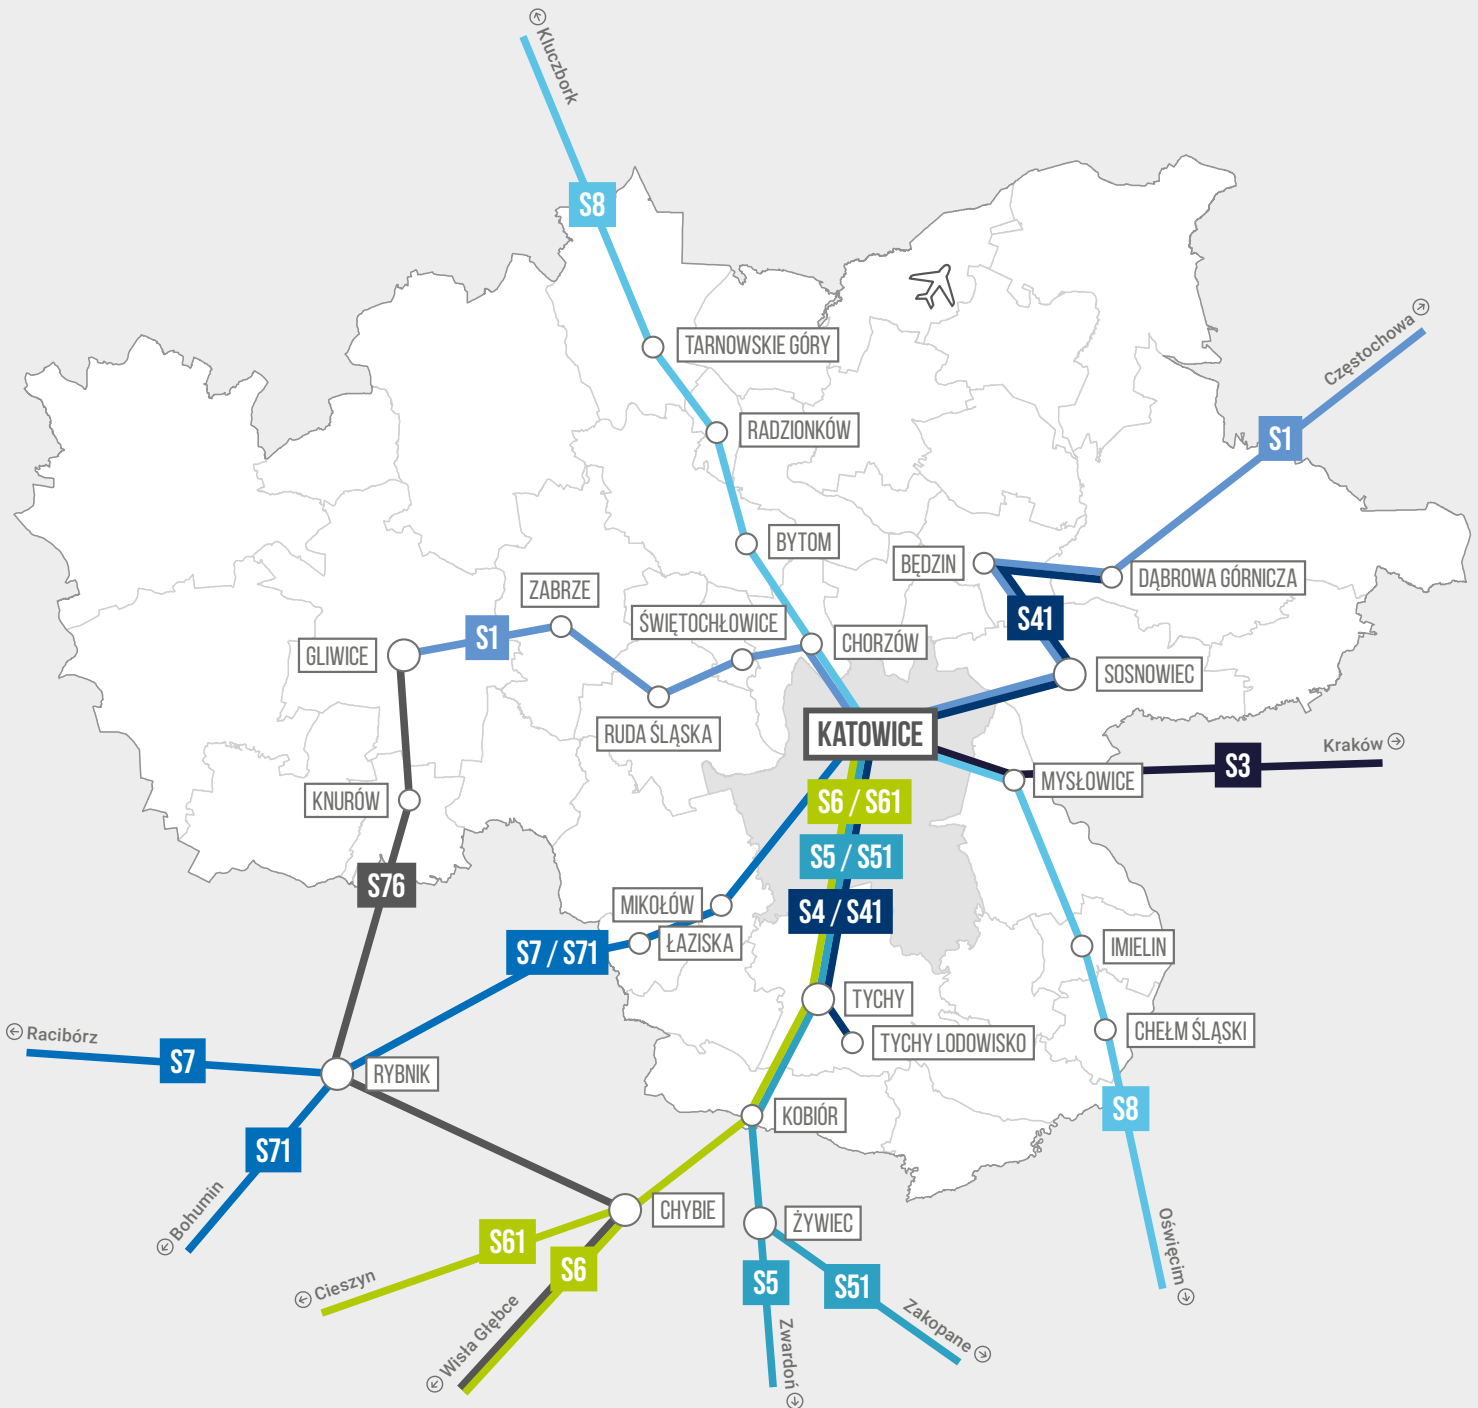 Kluczbork
S8
TARNOWSKIE GÓRY
Częstochowa
RADZIONKÓW
S1
BYTOM
BĘDZIN
DĄBROWA GÓRNICZA
ZABRZE
S41
ŚWIĘTOCHŁOWICE
S1
CHORZÓW
GLIWICE
SOSNOWIEC
RUDA ŚLĄSKA
KATOWICE
Kraków
S3
MYSŁOWICE
KNURÓW
S6 / S61
S5 / S51
S76
MIKOŁÓW
S4 / S41
ŁAZISKA
S7 / S71
IMIELIN
TYCHY
CHEŁM ŚLĄSKI
Racibórz
TYCHY LODOWISKO
S7
RYBNIK
S8
KOBIÓR
S71
Bohumin
CHYBIE
ŻYWIEC
S61
Oświęcim
S6
S5
S51
Cieszyn
Wisła Głębce
Zwardoń
Zakopane